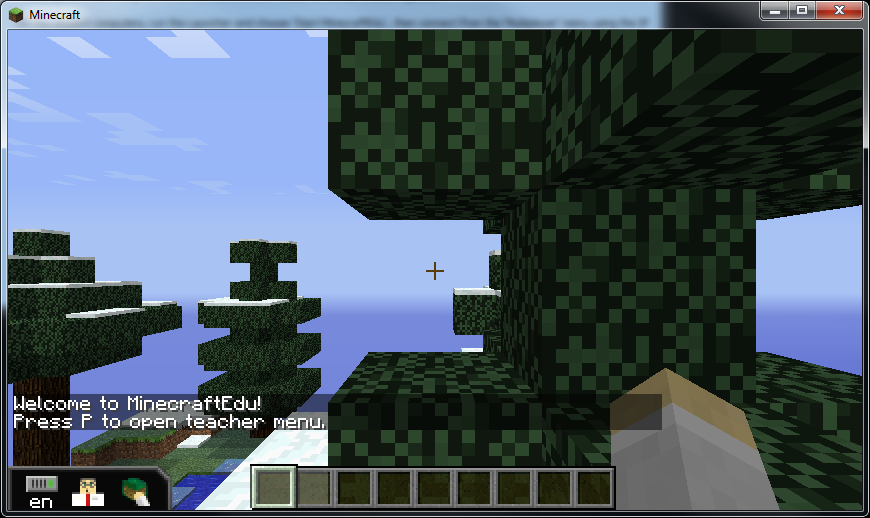 Minecraft
Welcome to MinecraftEdu!
Press P to open teacher menu.
en